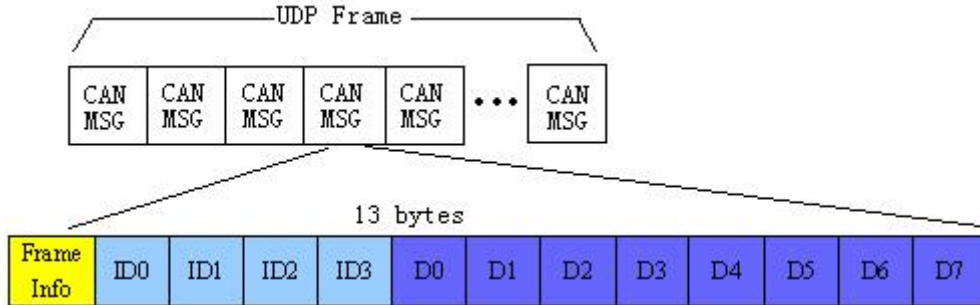 UDP Frame
CAN MSG CAN MSG CAN MSG CAN MSG CAN MSG ••• CAN MSG
13 bytes
Frame Info ID0 ID1 ID2 ID3 D0 D1 D2 D3 D4 D5 D6 D7